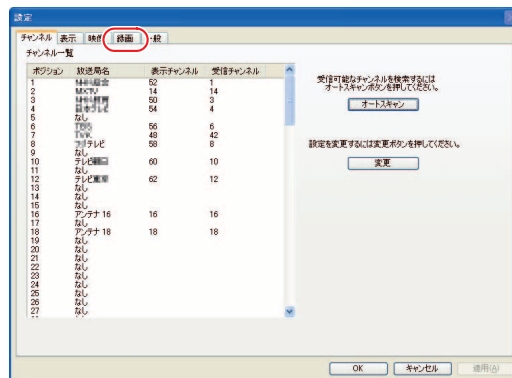 設定
チャンネル 表示 映像 録画 一般
チャンネル一覧
ポジション 放送局名 表示チャンネル 受信チャンネル
1 52 1
2 MXTV 14 14
3 50 3
4 54 4
5 なし
6 56 6
7 48 42
8 テレビ 58 8
9 なし
10 テレビ 60 10
11 なし
12 テレビ 62 12
13 なし
14 なし
15 なし
16 アンテナ 16 16 16
17 なし
18 アンテナ 18 18 18
19 なし
20 なし
21 なし
22 なし
23 なし
24 なし
25 なし
26 なし
27 なし
受信可能なチャンネルを検索するには
オートスキャンボタンを押してください。
オートスキャン
設定を変更するには変更ボタンを押してください。
変更
OK キャンセル 適用(A)